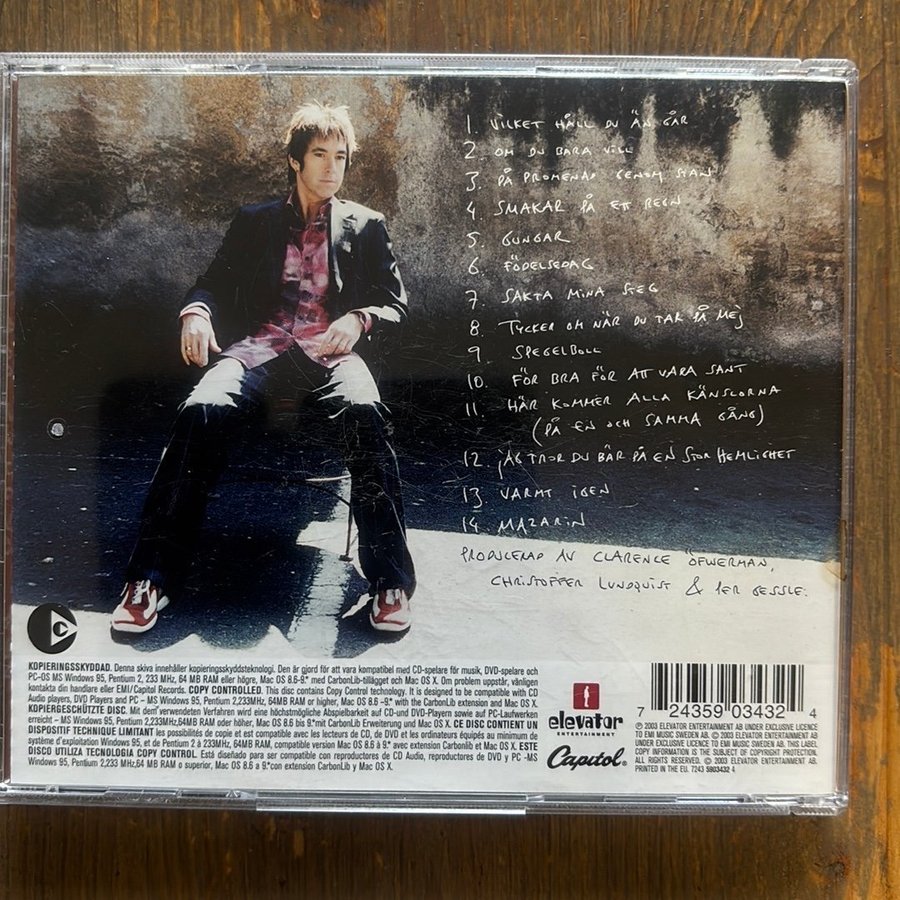 1. VILKET HÅLL DU ÄN GÅR
2. OM DU BARA VILL
3. PÅ PROMENAD GENOM STAN
4 SMAKAR PÅ ETT REGN
5. GUNGAR
6. FÖDELSEDAG
7. SAKTA MINA STEG
8. TYCKER OM NÄR DU TAR PÅ MEJ
9. SPEGELBOLL
10. FÖR BRA FÖR ATT VARA SANT
11. HÄR KOMMER ALLA KÄNSLORNA
(PÅ EN OCH SAMMA GÅNG)
12. JAG TROR DU BÄR PÅ EN STOR HEMLIGHET
13 VARMT IGEN
14. MAZARIN
PRODUCERAD AV CLARENCE ÖFWERMAN,
CHRISTOFFER LUNDQUIST & PER GESSLE.
KOPIERINGSSKYDDAD. Denna skiva innehåller kopieringsskyddsteknologi. Den är gjord för att vara kompatibel med CD-spelare för musik, DVD-spelare och
PC-OS MS Windows 95, Pentium 2, 233 MHz, 64 MB RAM eller högre, Mac OS 8.6-9.* med CarbonLib-tillägget och Mac OS X. Om problem uppstår, vänligen
kontakta din handlare eller EMI/Capitol Records. COPY CONTROLLED. This disc contains Copy Control technology. It is designed to be compatible with CD
Audio players, DVD Players and PC – MS Windows 95, Pentium 2,233MHz, 64MB RAM or higher, Mac OS 8.6 –9.* with the CarbonLib extension and Mac OS X.
KOPIERGESCHÜTZTE DISC. Mit dem verwendeten Verfahren wird eine höchstmögliche Abspielbarkeit auf CD-und DVD-Playern sowie auf PC-Laufwerken
erreicht – MS Windows 95, Pentium 2,233MHz,64MB RAM oder höher, Mac OS 8.6 bis 9.* mit CarbonLib Erweiterung und Mac OS X. CE DISC CONTIENT UN
DISPOSITIF TECHNIQUE LIMITANT les possibilités de copie et est compatible avec les lecteurs de CD, de DVD et les ordinateurs équipés au minimum de
système d'exploitation Windows 95, et de Pentium 2 à 233MHz, 64MB RAM, compatible version Mac OS 8.6 à 9.* avec extension Carbonlib et Mac OS X. ESTE
DISCO UTILIZA TECNOLOGIA COPY CONTROL. Está diseñado para ser compatible con reproductores de CD Audio, reproductores de DVD y PC -MS
Windows 95, Pentium 2,233 MHz,64 MB RAM o superior, Mac OS 8.6 a 9.*con extension CarbonLib y Mac OS X.
elevator
ENTERTAINMENT
Capitol®
7 24359 03432 4
℗ 2003 ELEVATOR ENTERTAINMENT AB UNDER EXCLUSIVE LICENCE
TO EMI MUSIC SWEDEN AB. © 2003 ELEVATOR ENTERTAINMENT AB
UNDER EXCLUSIVE LICENCE TO EMI MUSIC SWEDEN AB. THIS LABEL
COPY INFORMATION IS THE SUBJECT OF COPYRIGHT PROTECTION.
ALL RIGHTS RESERVED. © 2003 ELEVATOR ENTERTAINMENT AB.
PRINTED IN THE EU. 7243 5903432 4